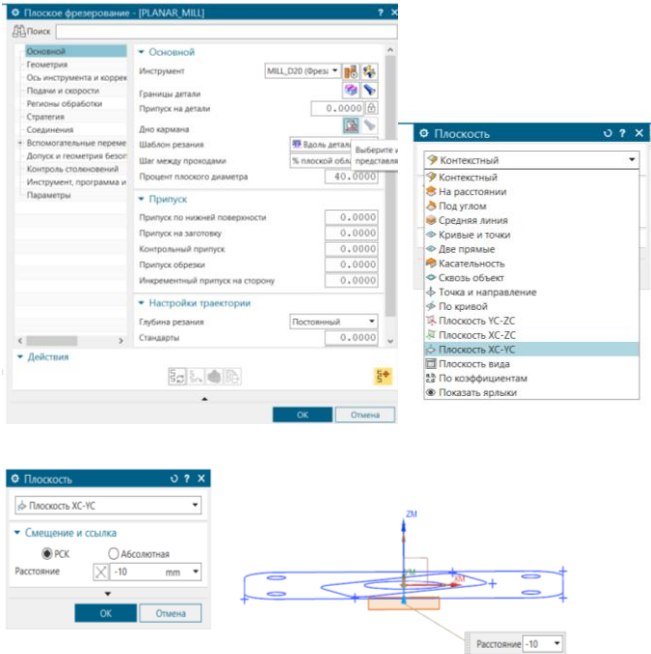 Плоское фрезерование - [PLANAR_MILL]
Поиск
Основной
Геометрия
Ось инструмента и коррек
Подачи и скорости
Регионы обработки
Стратегия
Соединения
Вспомогательные переме
Допуск и геометрия безоп
Контроль столкновений
Инструмент, программа и
Параметры
Основной
Инструмент MILL_D20 (Фрез
Границы детали
Припуск на детали 0.0000
Дно кармана
Шаблон резания Вдоль детал
Шаг между проходами % плоской обла
Процент плоского диаметра 40.0000
Выберите и
представля
Припуск
Припуск по нижней поверхности 0.0000
Припуск на заготовку 0.0000
Контрольный припуск 0.0000
Припуск обрезки 0.0000
Инкрементный припуск на сторону 0.0000
Настройки траектории
Глубина резания Постоянный
Стандарты 0.0000
Действия
ОК Отмена
Плоскость
Контекстный
Контекстный
На расстоянии
Под углом
Средняя линия
Кривые и точки
Две прямые
Касательность
Сквозь объект
Точка и направление
По кривой
Плоскость YC-ZC
Плоскость XC-ZC
Плоскость XC-YC
Плоскость вида
По коэффициентам
Показать ярлыки
Плоскость
Плоскость XC-YC
Смещение и ссылка
РСК Абсолютная
Расстояние -10 mm
ОК Отмена
ZM
YM
XM
Расстояние -10